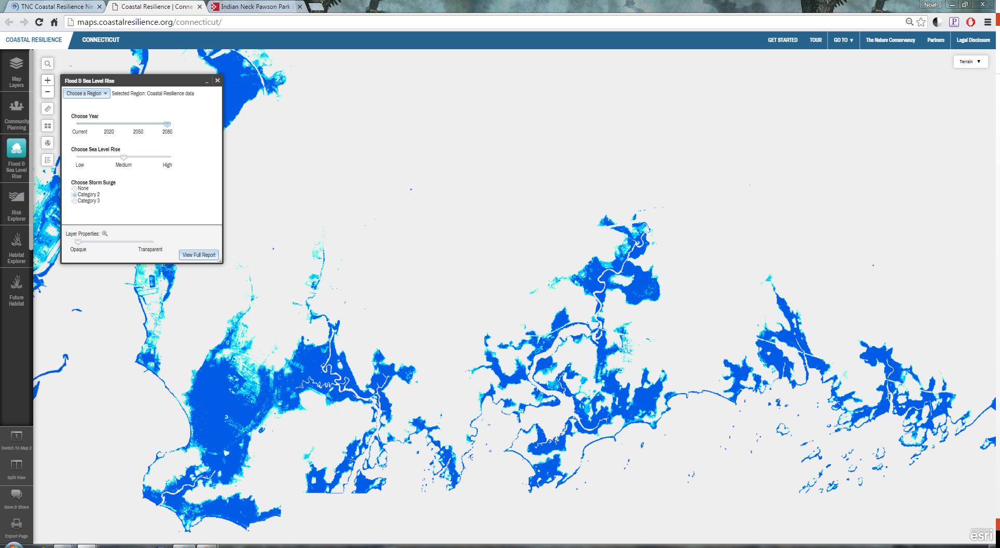 TNC Coastal Resilience Ne
Coastal Resilience | Conne
Indian Neck Pawson Park
Noah
maps.coastalresilience.org/connecticut/
COASTAL RESILIENCE
CONNECTICUT
GET STARTED
TOUR
GO TO ▼
The Nature Conservancy
Partners
Legal Disclosure
Map
Layers
Community
Planning
Flood &
Sea Level
Rise
Risk
Explorer
Habitat
Explorer
Future
Habitat
1
Switch To Map 2
Split View
Save & Share
Export Page
Terrain ▼
Flood & Sea Level Rise
Choose a Region Selected Region: Coastal Resilience data
Choose Year
Current 2020 2050 2080
Choose Sea Level Rise
Low Medium High
Choose Storm Surge
None
Category 2
Category 3
Layer Properties:
Opaque Transparent
View Full Report
POWERED BY
esri